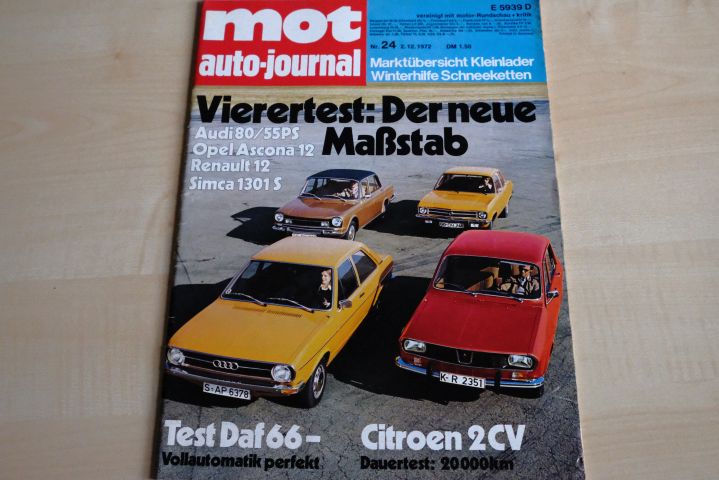 mot
auto-journal
E 5939 D
vereinigt mit motor-Rundschau + kritik
Nr. 24 2.12.1972 DM 1,50
Marktübersicht Kleinlader
Winterhilfe Schneeketten
Vierertest: Der neue
Maßstab
Audi 80/55PS
Opel Ascona 12
Renault 12
Simca 1301 S
S-AP 6378
K-R 2351
Test Daf 66-
Vollautomatik perfekt
Citroen 2CV
Dauertest: 20000km